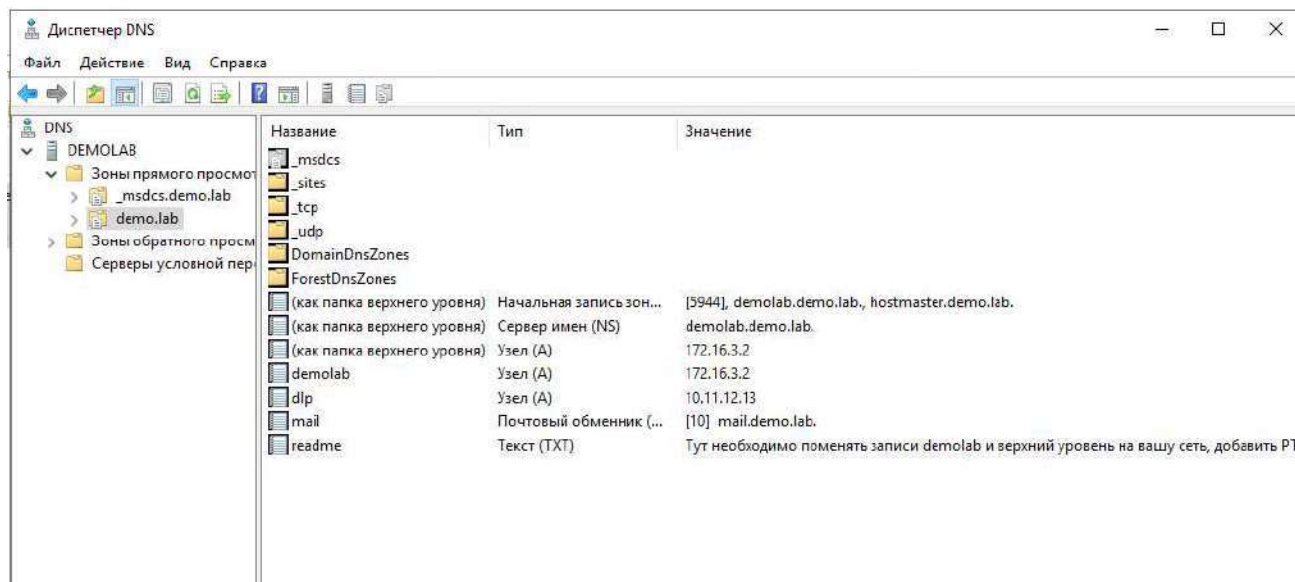 Диспетчер DNS
Файл Действие Вид Справка
DNS
DEMOLAB
Зоны прямого просмот
_msdcs.demo.lab
demo.lab
Зоны обратного просм
Серверы условной пер
Название Тип Значение
_msdcs
_sites
_tcp
_udp
DomainDnsZones
ForestDnsZones
(как папка верхнего уровня) Начальная запись зон... [5944], demolab.demo.lab., hostmaster.demo.lab.
(как папка верхнего уровня) Сервер имен (NS) demolab.demo.lab.
(как папка верхнего уровня) Узел (A) 172.16.3.2
demolab Узел (A) 172.16.3.2
dlp Узел (A) 10.11.12.13
mail Почтовый обменник (... [10] mail.demo.lab.
readme Текст (TXT) Тут необходимо поменять записи demolab и верхний уровень на вашу сеть, добавить PT